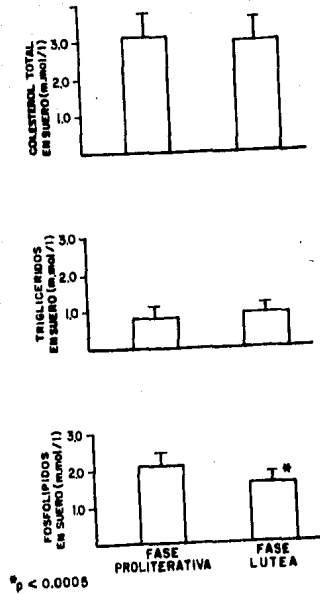 COLESTEROL TOTAL
EN SUERO (m.mol/l)
3,0
2,0
1,0
TRIGLICERIDOS
EN SUERO (m.mol/l)
3,0
2,0
1,0
FOSFOLIPIDOS
EN SUERO (m.mol/l)
3,0
2,0
1,0
*
FASE
PROLITERATIVA
FASE
LUTEA
*p < 0.0005